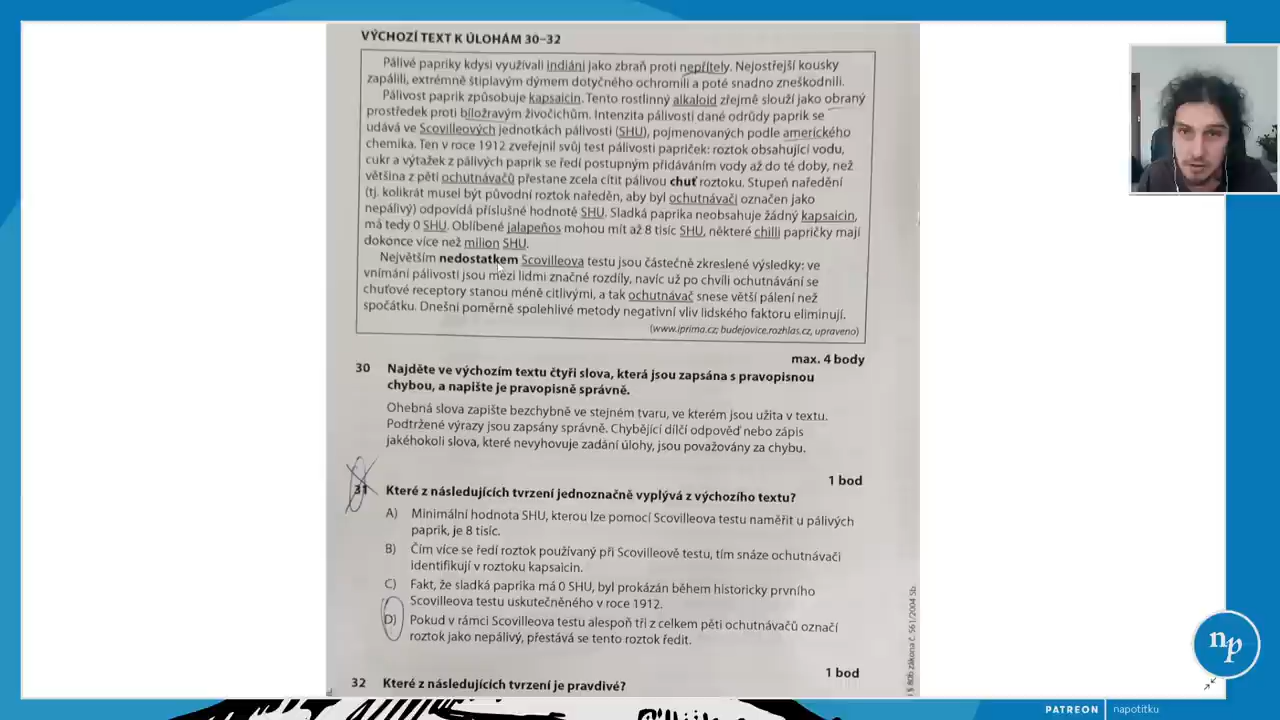 VÝCHOZÍ TEXT K ÚLOHÁM 30–32
Pálivé papriky kdysi využívali indiáni jako zbraň proti nepřítely. Nejostřejší kousky
zapálili, extrémně štiplavým dýmem dotyčného ochromili a poté snadno zneškodnili.
Pálivost paprik způsobuje kapsaicin. Tento rostlinný alkaloid zřejmě slouží jako obraný
prostředek proti býložravým živočichům. Intenzita pálivosti dané odrůdy paprik se
udává ve Scovilleových jednotkách pálivosti (SHU), pojmenovaných podle amerického
chemika. Ten v roce 1912 zveřejnil svůj test pálivosti papriček: roztok obsahující vodu,
cukr a výtažek z pálivých paprik se ředí postupným přidáváním vody až do té doby, než
většina z pěti ochutnávačů přestane zcela cítit pálivou chuť roztoku. Stupeň naředění
(tj. kolikrát musel být původní roztok naředěn, aby byl ochutnávači označen jako
nepálivý) odpovídá příslušné hodnotě SHU. Sladká paprika neobsahuje žádný kapsaicin,
má tedy 0 SHU. Oblíbené jalapeños mohou mít až 8 tisíc SHU, některé chilli papričky mají
dokonce více než milion SHU.
Největším nedostatkem Scovilleova testu jsou částečně zkreslené výsledky: ve
vnímání pálivosti jsou mezi lidmi značné rozdíly, navíc už po chvíli ochutnávání se
chuťové receptory stanou méně citlivými, a tak ochutnávač snese větší pálení než
spočátku. Dnešní poměrně spolehlivé metody negativní vliv lidského faktoru eliminují.
(www.iprima.cz; budejovice.rozhlas.cz, upraveno)
max. 4 body
30 Najděte ve výchozím textu čtyři slova, která jsou zapsána s pravopisnou
chybou, a napište je pravopisně správně.
Ohebná slova zapište bezchybně ve stejném tvaru, ve kterém jsou užita v textu.
Podtržené výrazy jsou zapsány správně. Chybějící dílčí odpověď nebo zápis
jakéhokoli slova, které nevyhovuje zadání úlohy, jsou považovány za chybu.
1 bod
31 Které z následujících tvrzení jednoznačně vyplývá z výchozího textu?
A) Minimální hodnota SHU, kterou lze pomocí Scovilleova testu naměřit u pálivých
paprik, je 8 tisíc.
B) Čím více se ředí roztok používaný při Scovilleově testu, tím snáze ochutnávači
identifikují v roztoku kapsaicin.
C) Fakt, že sladká paprika má 0 SHU, byl prokázán během historicky prvního
Scovilleova testu uskutečněného v roce 1912.
D) Pokud v rámci Scovilleova testu alespoň tři z celkem pěti ochutnávačů označí
roztok jako nepálivý, přestává se tento roztok ředit.
1 bod
32 Které z následujících tvrzení je pravdivé?
§ 80b zákona č. 561/2004 Sb
np
PATREON napotitku